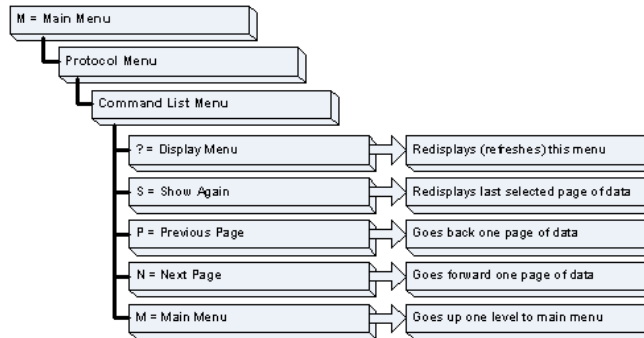 M = Main Menu
Protocol Menu
Command List Menu
? = Display Menu
Redisplays (refreshes) this menu
S = Show Again
Redisplays last selected page of data
P = Previous Page
Goes back one page of data
N = Next Page
Goes forward one page of data
M = Main Menu
Goes up one level to main menu